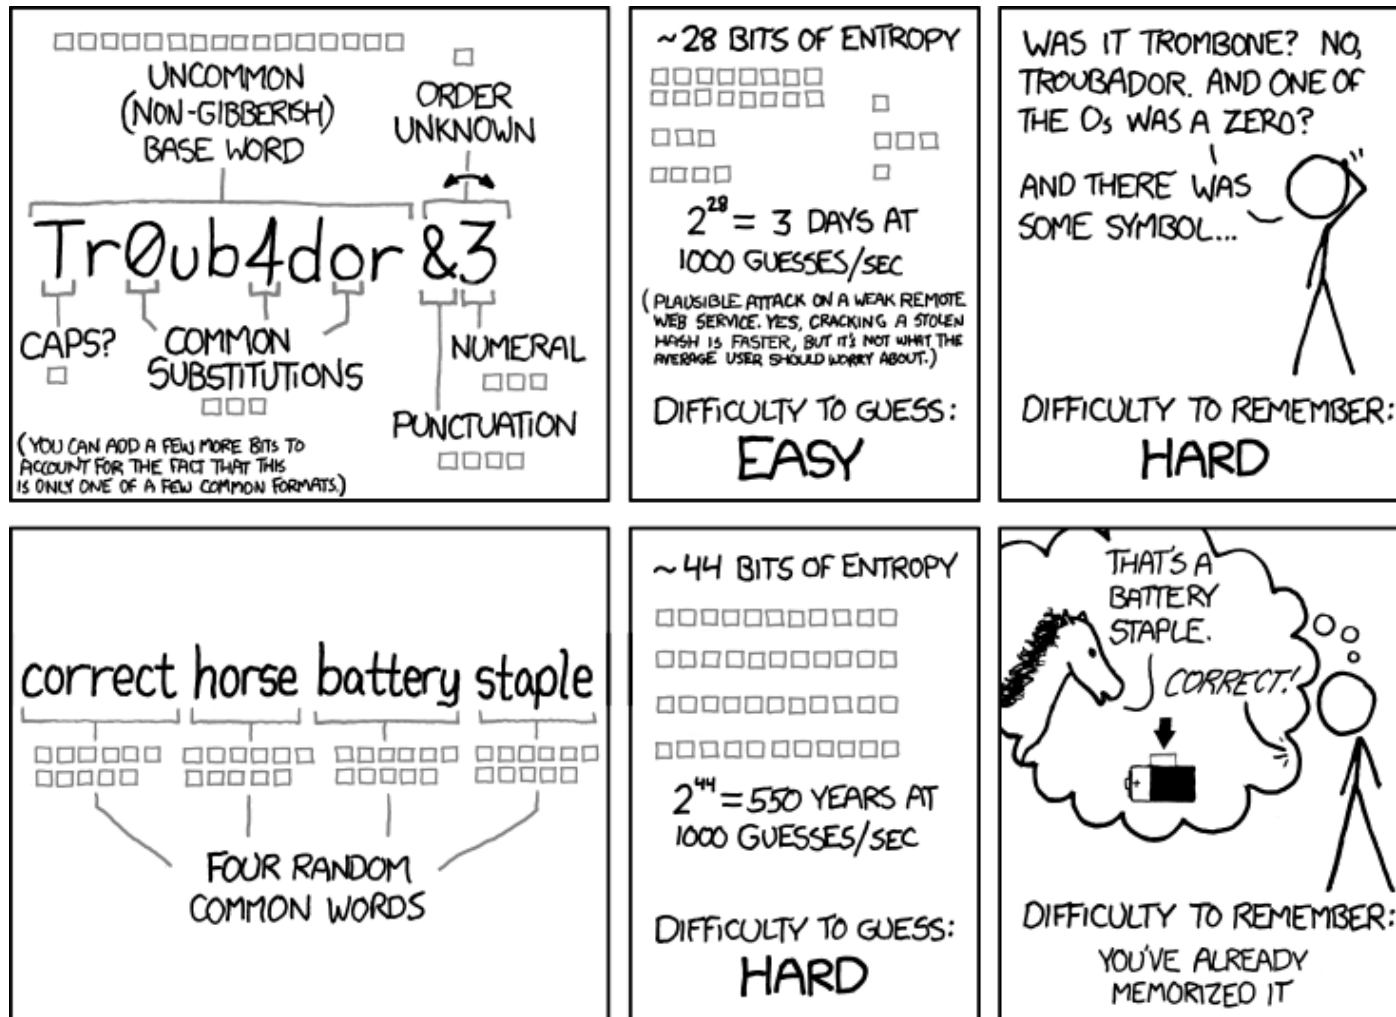 UNCOMMON
(NON-GIBBERISH)
BASE WORD
ORDER
UNKNOWN
Tr0ub4dor &3
CAPS?
COMMON
SUBSTITUTIONS
NUMERAL
PUNCTUATION
(YOU CAN ADD A FEW MORE BITS TO
ACCOUNT FOR THE FACT THAT THIS
IS ONLY ONE OF A FEW COMMON FORMATS.)
~28 BITS OF ENTROPY
2^28 = 3 DAYS AT
1000 GUESSES/SEC
(PLAUSIBLE ATTACK ON A WEAK REMOTE
WEB SERVICE. YES, CRACKING A STOLEN
HASH IS FASTER, BUT IT'S NOT WHAT THE
AVERAGE USER SHOULD WORRY ABOUT.)
DIFFICULTY TO GUESS:
EASY
WAS IT TROMBONE? NO,
TROUBADOR. AND ONE OF
THE Os WAS A ZERO?
AND THERE WAS
SOME SYMBOL...
DIFFICULTY TO REMEMBER:
HARD
correct horse battery staple
FOUR RANDOM
COMMON WORDS
~44 BITS OF ENTROPY
2^44 = 550 YEARS AT
1000 GUESSES/SEC
DIFFICULTY TO GUESS:
HARD
THAT'S A
BATTERY
STAPLE.
CORRECT!
DIFFICULTY TO REMEMBER:
YOU'VE ALREADY
MEMORIZED IT